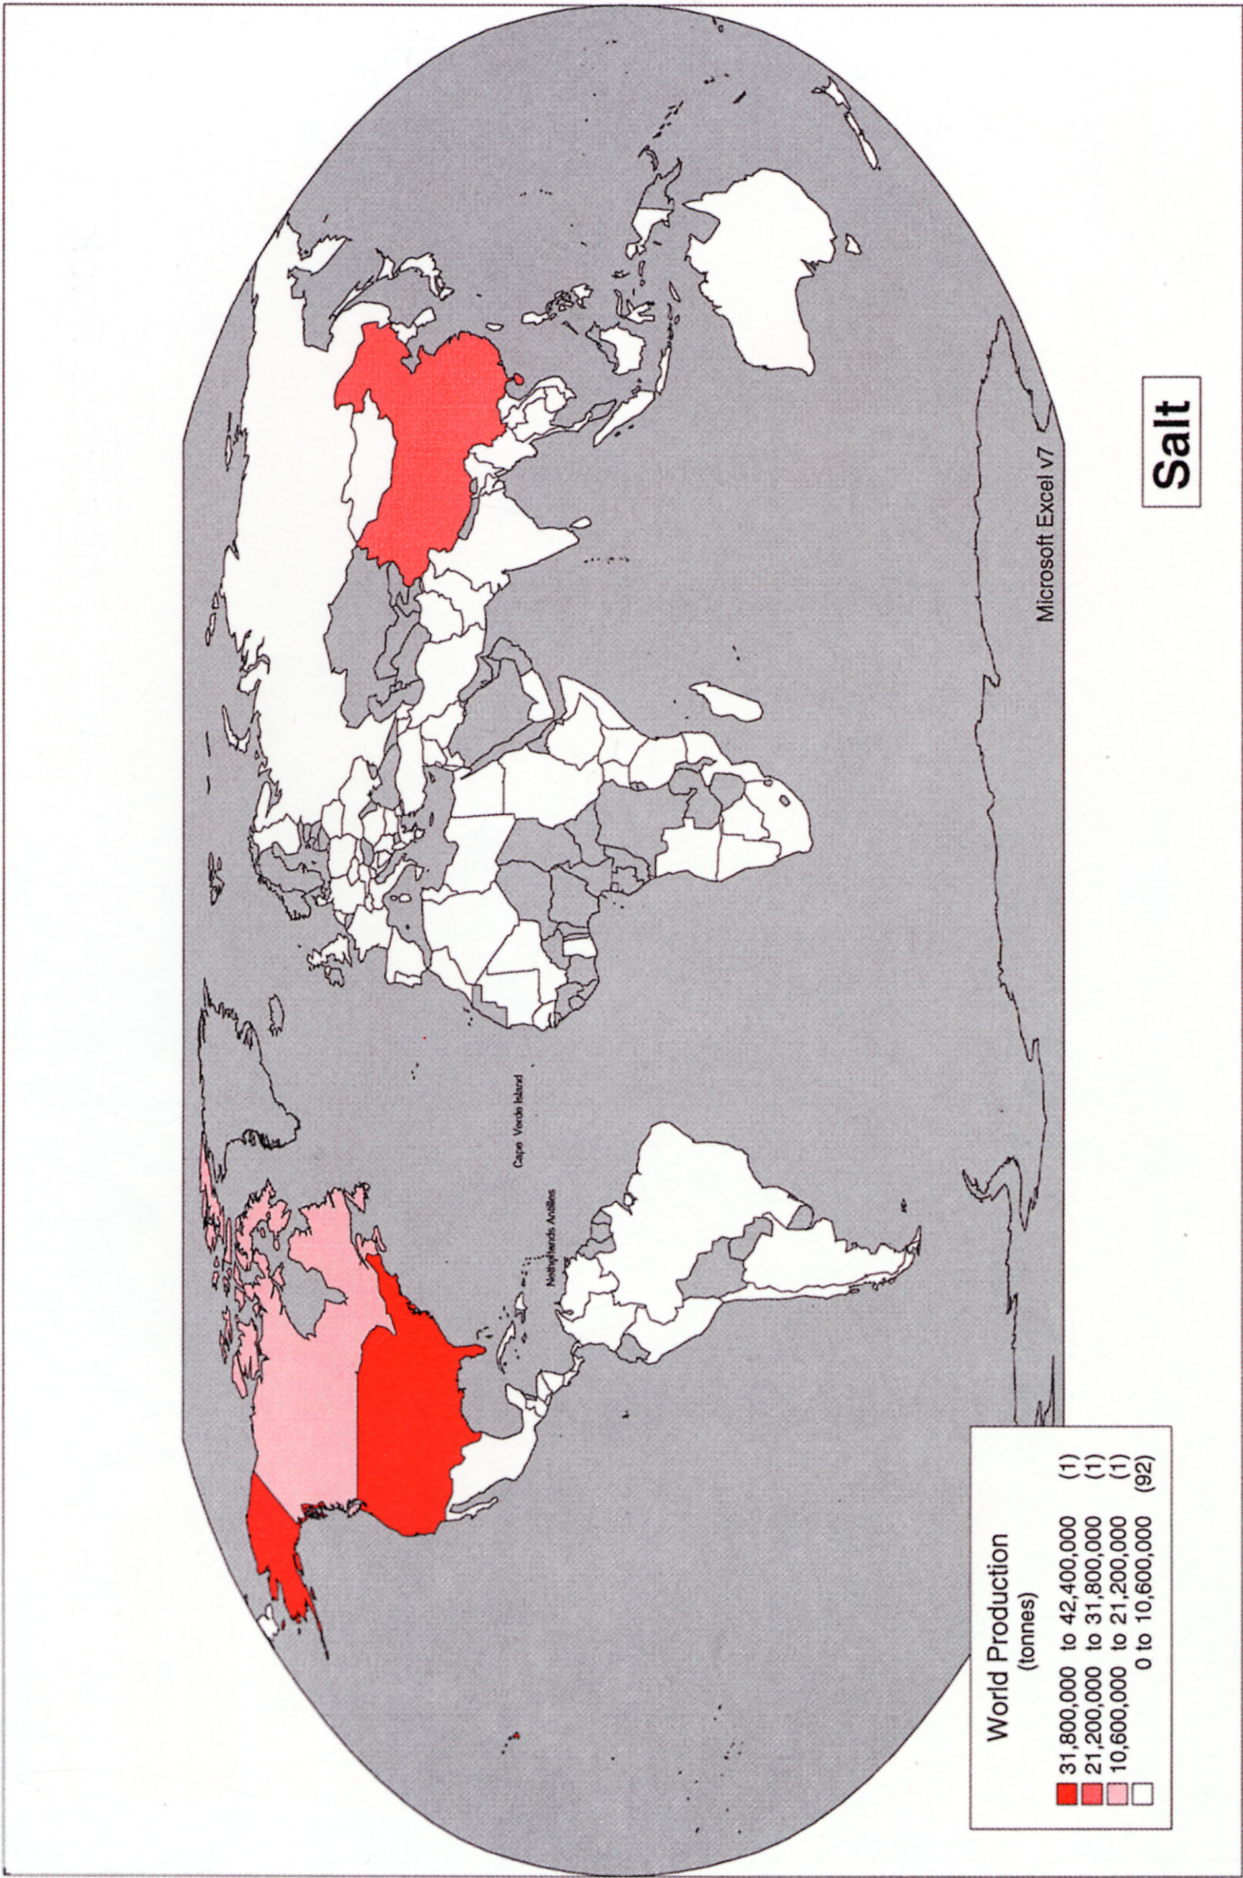 Salt
Cape Verde Island
Netherlands Antilles
Microsoft Excel v7
World Production
(tonnes)
31,800,000 to 42,400,000 (1)
21,200,000 to 31,800,000 (1)
10,600,000 to 21,200,000 (1)
0 to 10,600,000 (92)